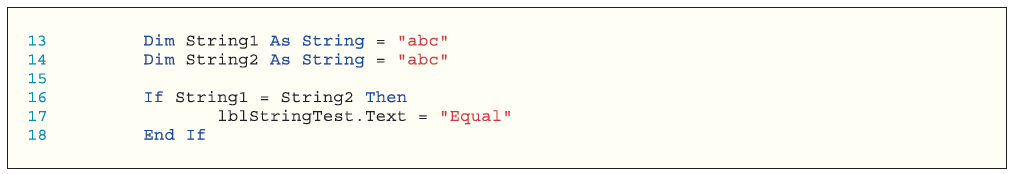 13 Dim String1 As String = "abc"
14 Dim String2 As String = "abc"
15
16 If String1 = String2 Then
17 lblStringTest.Text = "Equal"
18 End If